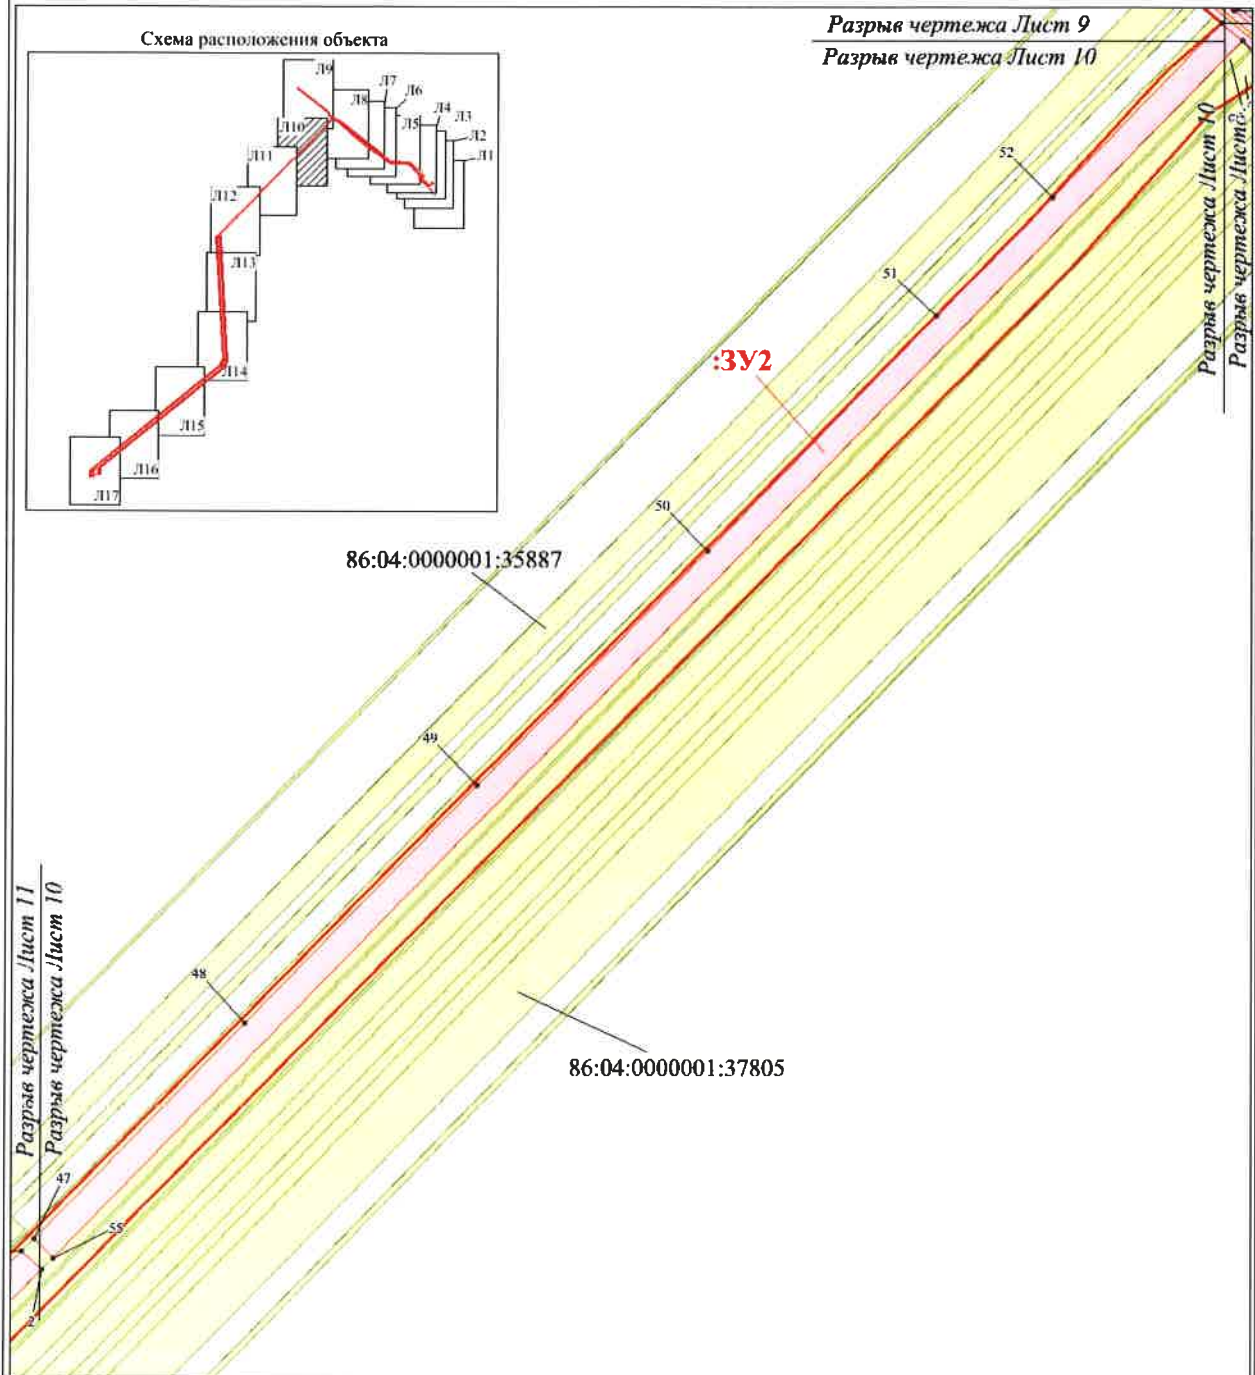 Схема расположения объекта
Л9
Л7
Л8
Л6
Л5
Л4
Л3
Л2
Л1
Л10
Л11
Л12
Л13
Л14
Л15
Л16
Л17
Разрыв чертежа Лист 9
Разрыв чертежа Лист 10
Разрыв чертежа Лист 10
Разрыв чертежа Лист
52
51
:ЗУ2
50
86:04:0000001:35887
49
48
86:04:0000001:37805
Разрыв чертежа Лист 11
Разрыв чертежа Лист 10
47
55
2